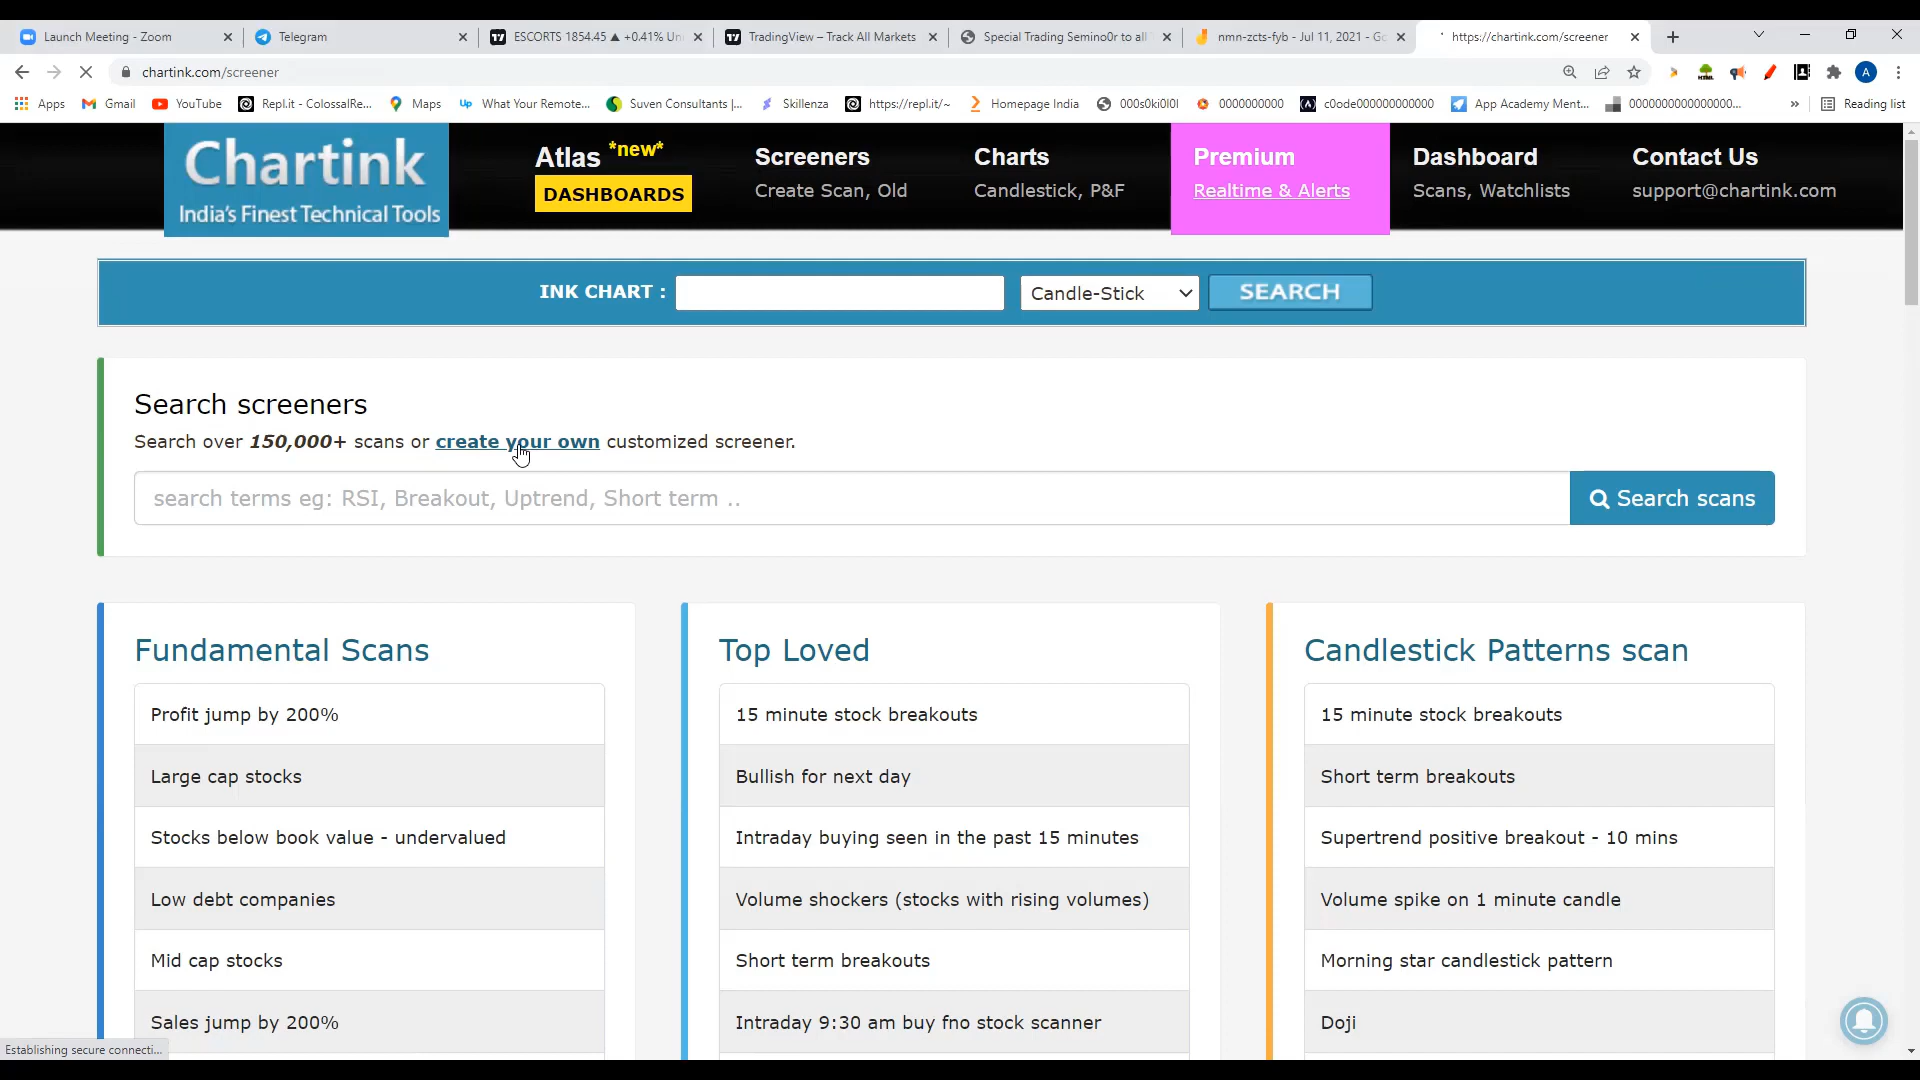 Launch Meeting - Zoom
Telegram
ESCORTS 1854.45 ▲ +0.41% Un
TradingView – Track All Markets
Special Trading Semino0r to all
nmn-zcts-fyb - Jul 11, 2021 - Go
https://chartink.com/screener
chartink.com/screener
A
Apps
Gmail
YouTube
Repl.it - ColossalRe...
Maps
Up
What Your Remote...
Suven Consultants |...
Skillenza
https://repl.it/~
Homepage India
000s0ki0l0l
0000000000
c0ode000000000000
App Academy Ment...
0000000000000000...
»
Reading list
Chartink
India's Finest Technical Tools
Atlas *new*
DASHBOARDS
Screeners
Create Scan, Old
Charts
Candlestick, P&F
Premium
Realtime & Alerts
Dashboard
Scans, Watchlists
Contact Us
support@chartink.com
INK CHART :
Candle-Stick
SEARCH
Search screeners
Search over 150,000+ scans or create your own customized screener.
search terms eg: RSI, Breakout, Uptrend, Short term ..
Search scans
Fundamental Scans
Profit jump by 200%
Large cap stocks
Stocks below book value - undervalued
Low debt companies
Mid cap stocks
Sales jump by 200%
Top Loved
15 minute stock breakouts
Bullish for next day
Intraday buying seen in the past 15 minutes
Volume shockers (stocks with rising volumes)
Short term breakouts
Intraday 9:30 am buy fno stock scanner
Candlestick Patterns scan
15 minute stock breakouts
Short term breakouts
Supertrend positive breakout - 10 mins
Volume spike on 1 minute candle
Morning star candlestick pattern
Doji
Establishing secure connecti...